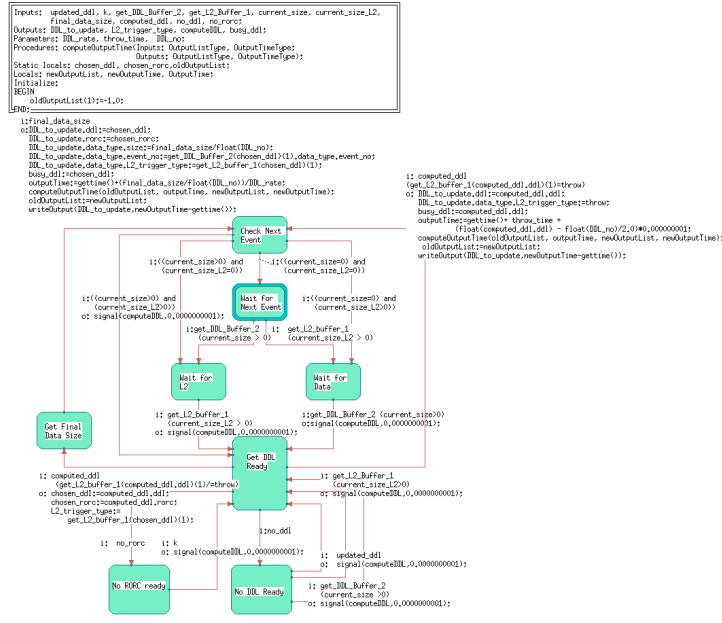 Inputs: updated_ddl, k, get_DDL_Buffer_2, get_L2_Buffer_1, current_size, current_size_L2,
final_data_size, computed_ddl, no_ddl, no_rorc;
Outputs: DDL_to_update, L2_trigger_type, computeDDL, busy_ddl;
Parameters: DDL_rate, throw_time, DDL_no;
Procedures: computeOutputTime(Inputs: OutputListType, OutputTimeType;
Outputs: OutputListType, OutputTimeType);
Static locals: chosen_ddl, chosen_rorc,oldOutputList;
Locals: newOutputList, newOutputTime, OutputTime;
Initialize:
BEGIN
oldOutputList(1):=-1.0;
END;
i:final_data_size
o:DDL_to_update.ddl:=chosen_ddl;
DDL_to_update.rorc:=chosen_rorc;
DDL_to_update.data_type.size:=final_data_size/float(DDL_no);
DDL_to_update.data_type.event_no:=get_DDL_Buffer_2(chosen_ddl)(1).data_type.event_no;
DDL_to_update.data_type.L2_trigger_type:=get_L2_buffer_1(chosen_ddl)(1);
busy_ddl:=chosen_ddl;
outputTime:=gettime()+(final_data_size/float(DDL_no))/DDL_rate;
computeOutputTime(oldOutputList, outputTime, newOutputList, newOutputTime);
oldOutputList:=newOutputList;
writeOutput(DDL_to_update,newOutputTime-gettime());
i: computed_ddl
(get_L2_buffer_1(computed_ddl.ddl)(1)=throw)
o: DDL_to_update.ddl:=computed_ddl.ddl;
DDL_to_update.data_type.L2_trigger_type:=throw;
busy_ddl:=computed_ddl.ddl;
outputTime:=gettime()+ throw_time +
(float(computed_ddl.ddl) - float(DDL_no)/2.0)*0.000000001;
computeOutputTime(oldOutputList, outputTime, newOutputList, newOutputTime);
oldOutputList:=newOutputList;
writeOutput(DDL_to_update,newOutputTime-gettime());
Check Next
Event
i:((current_size>0) and
(current_size_L2=0))
i:((current_size=0) and
(current_size_L2=0))
i:((current_size>0) and
(current_size_L2>0))
o: signal(computeDDL,0.0000000001);
Wait for
Next Event
i:((current_size=0) and
(current_size_L2>0))
i:get_DDL_Buffer_2
(current_size > 0)
i: get_L2_buffer_1
(current_size_L2 > 0)
Wait for
L2
Wait for
Data
i: get_L2_buffer_1
(current_size_L2 > 0)
o: signal(computeDDL,0.0000000001);
i:get_DDL_Buffer_2 (current_size>0)
o:signal(computeDDL,0.0000000001);
Get Final
Data Size
Get DDL
Ready
i: computed_ddl
(get_L2_buffer_1(computed_ddl.ddl)(1)/=throw)
o: chosen_ddl:=computed_ddl.ddl;
chosen_rorc:=computed_ddl.rorc;
L2_trigger_type:=
get_L2_buffer_1(chosen_ddl)(1);
i: get_L2_Buffer_1
(current_size_L2>0)
o: signal(computeDDL,0.0000000001);
i:no_ddl
i: no_rorc
i: k
o: signal(computeDDL,0.0000000001);
i: updated_ddl
o: signal(computeDDL,0.0000000001);
No RORC ready
No DDL Ready
i: get_DDL_Buffer_2
(current_size >0)
o: signal(computeDDL,0.0000000001);